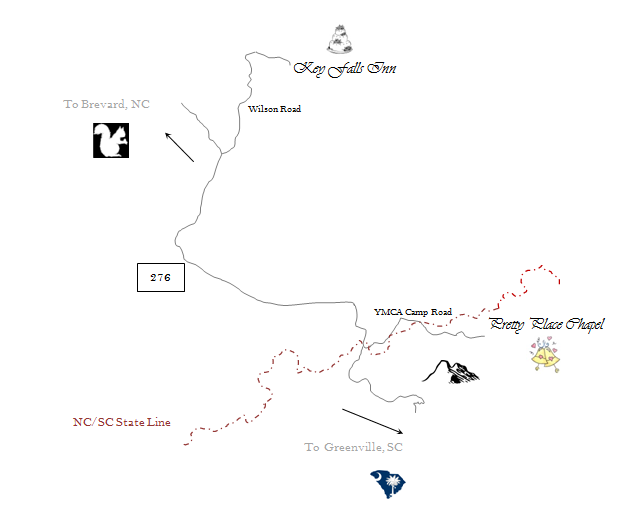 Key Falls Inn
To Brevard, NC
Wilson Road
276
YMCA Camp Road
Pretty Place Chapel
NC/SC State Line
To Greenville, SC